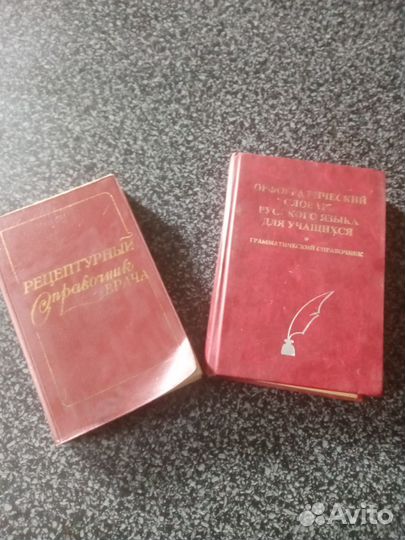 РЕЦЕПТУРНЫЙ
Справочник
ВРАЧА
ОРФОГРАФИЧЕСКИЙ
СЛОВАРЬ
РУССКОГО ЯЗЫКА
ДЛЯ УЧАЩИХСЯ
ГРАММАТИЧЕСКИЙ СПРАВОЧНИК
Avito